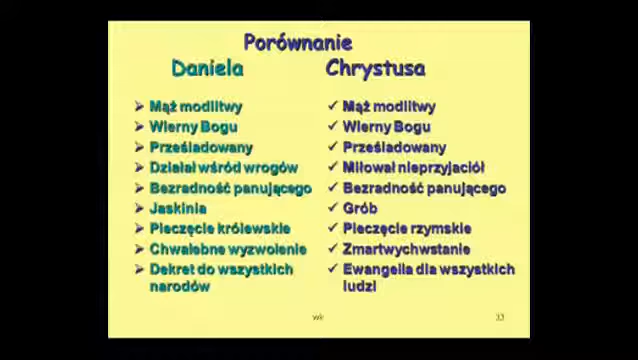 Porównanie
Daniela Chrystusa
Mąż modlitwy
Wierny Bogu
Prześladowany
Działał wśród wrogów
Bezradność panującego
Jaskinia
Pieczęcie królewskie
Chwalebne wyzwolenie
Dekret do wszystkich
narodów
Mąż modlitwy
Wierny Bogu
Prześladowany
Miłował nieprzyjaciół
Bezradność panującego
Grób
Pieczęcie rzymskie
Zmartwychwstanie
Ewangelia dla wszystkich
ludzi
33